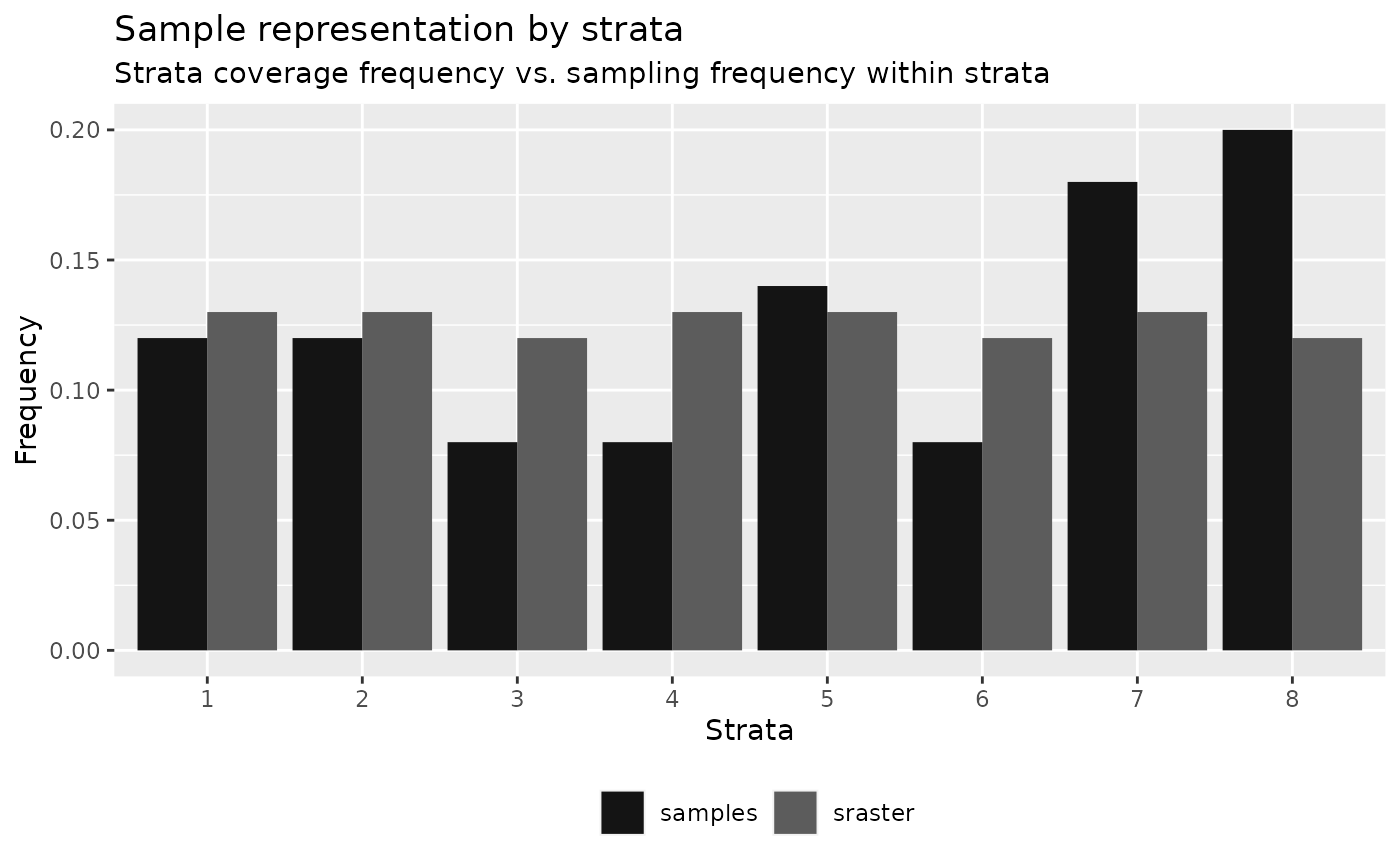 Sample representation by strata
Strata coverage frequency vs. sampling frequency within strata
Frequency
0.20
0.15
0.10
0.05
0.00
1 2 3 4 5 6 7 8
Strata
samples sraster